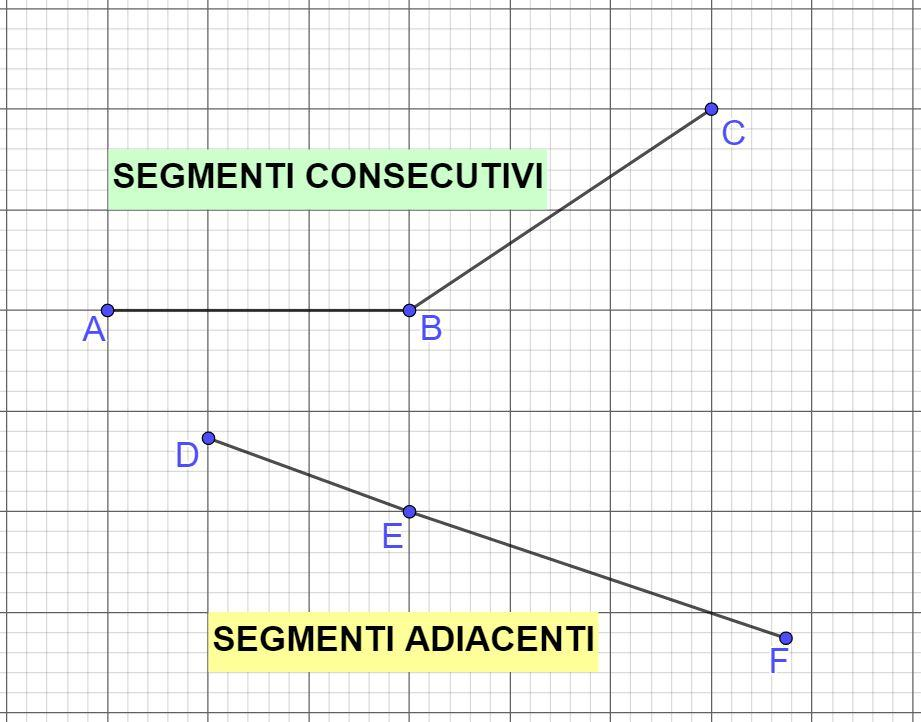 C
SEGMENTI CONSECUTIVI
A
B
D
E
SEGMENTI ADIACENTI
F